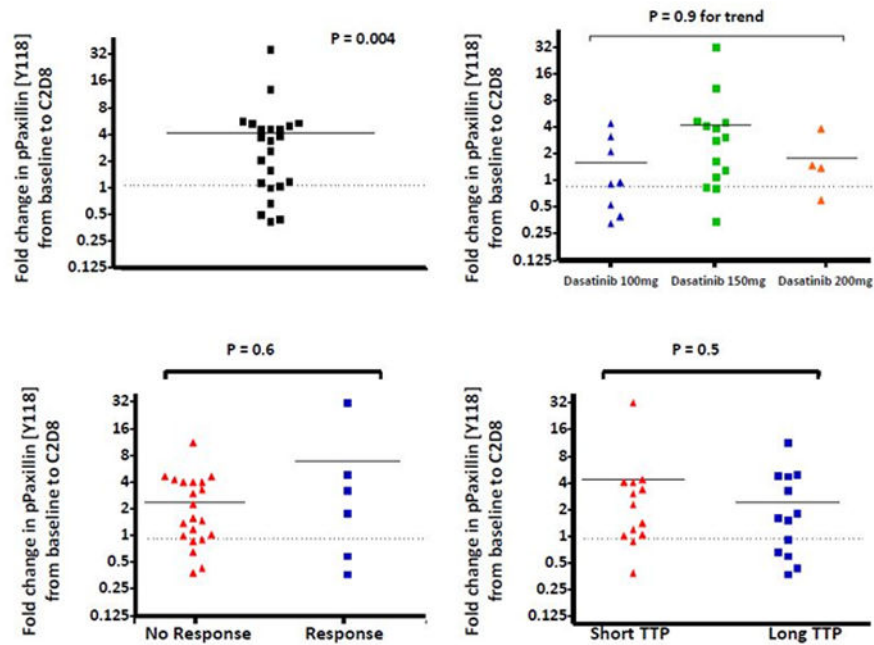 P = 0.004
Fold change in pPaxillin [Y118]
from baseline to C2D8
32
16
8
4
2
1
0.5
0.25
0.125
P = 0.9 for trend
Fold change in pPaxillin [Y118]
from baseline to C2D8
32
16
8
4
2
1
0.5
0.25
0.125
Dasatinib 100mg Dasatinib 150mg Dasatinib 200mg
P = 0.6
Fold change in pPaxillin [Y118]
from baseline to C2D8
32
16
8
4
2
1
0.5
0.25
0.125
No Response Response
P = 0.5
Fold change in pPaxillin [Y118]
from baseline to C2D8
32
16
8
4
2
1
0.5
0.25
0.125
Short TTP Long TTP